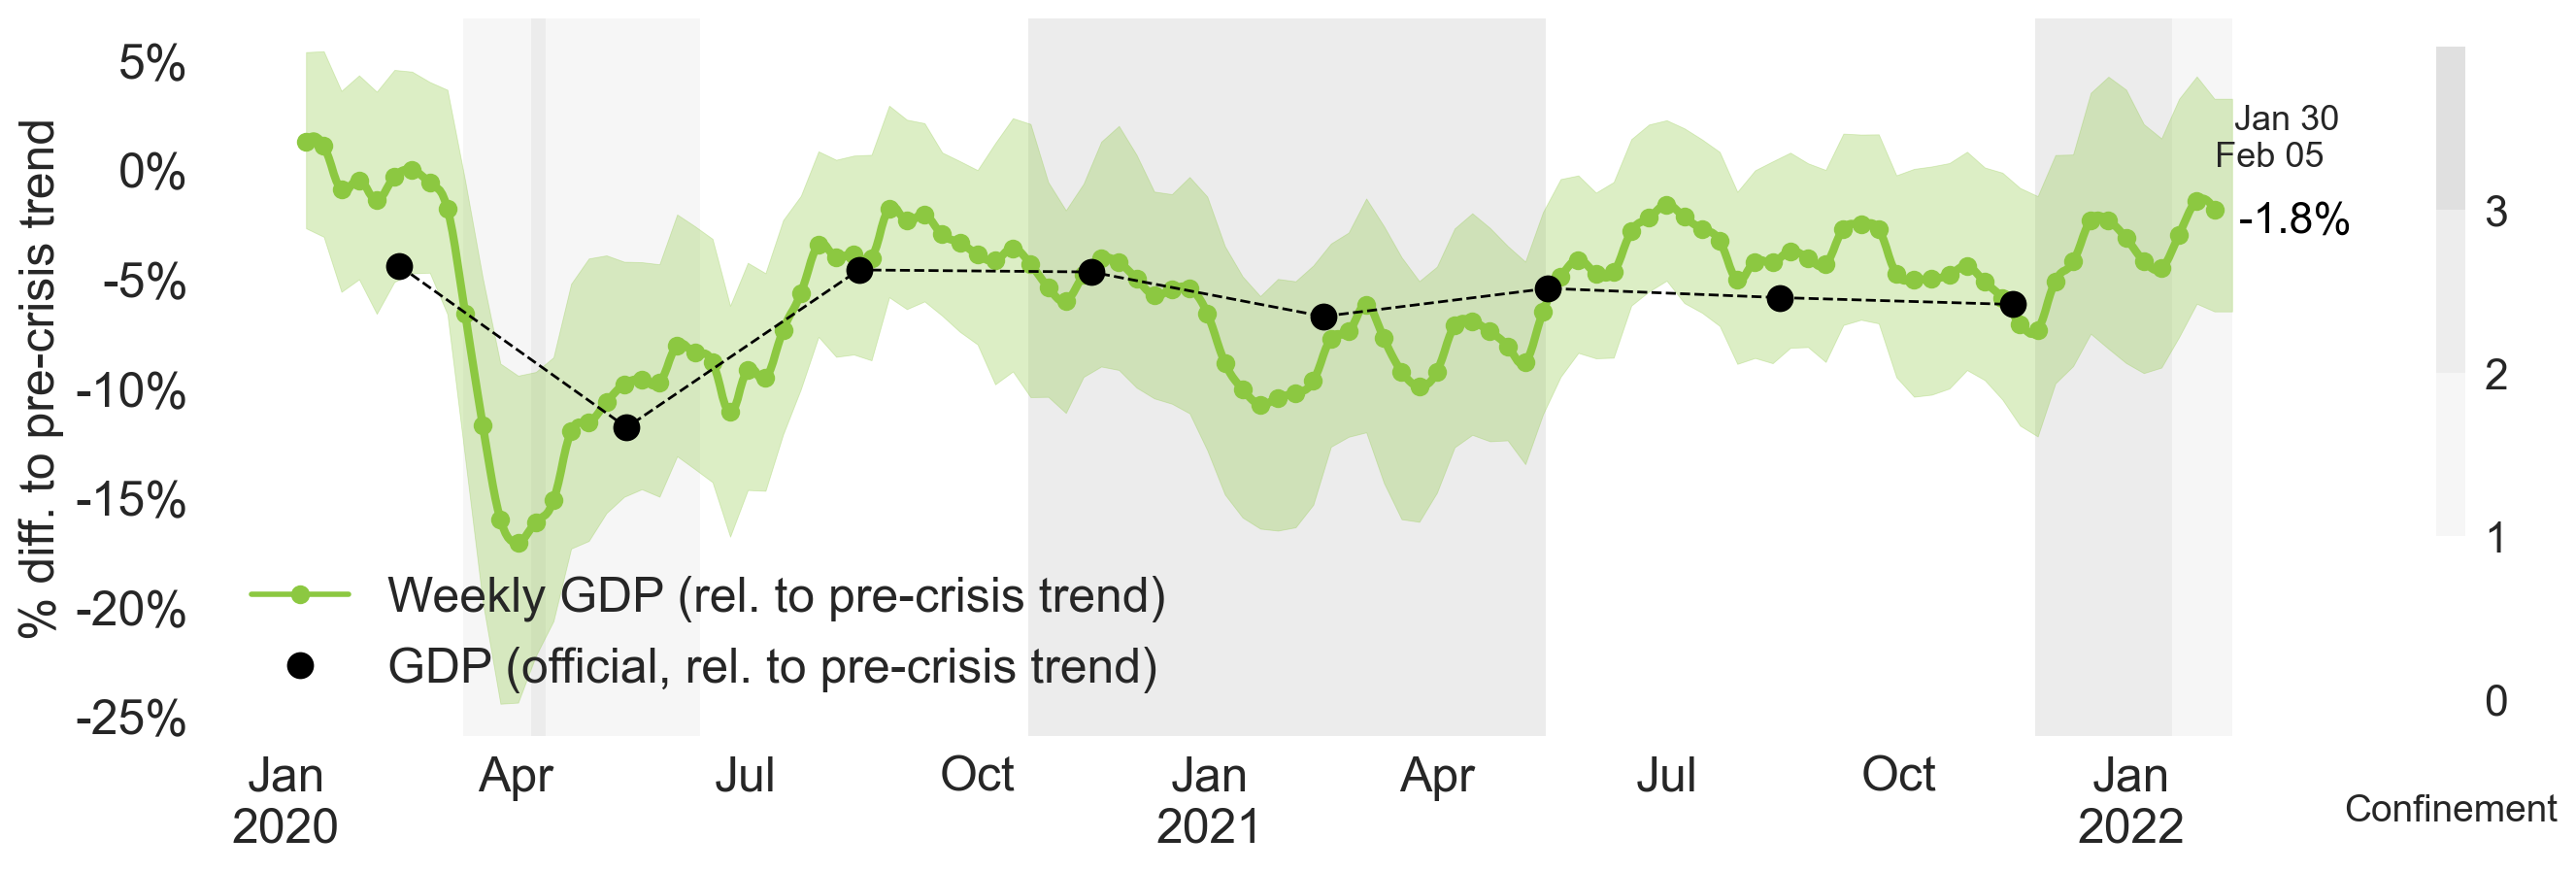 % diff. to pre-crisis trend
5%
0%
-5%
-10%
-15%
-20%
-25%
Weekly GDP (rel. to pre-crisis trend)
GDP (official, rel. to pre-crisis trend)
Jan 30
Feb 05
-1.8%
3
2
1
0
Confinement
Jan Apr Jul Oct Jan Apr Jul Oct Jan
2020 2021 2022